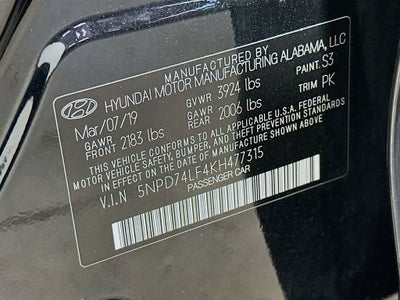 MANUFACTURED BY
HYUNDAI MOTOR MANUFACTURING ALABAMA, LLC
Mar/07/19 GVWR 3924 lbs PAINT: S3
GAWR FRONT 2183 lbs GAWR REAR 2006 lbs TRIM PK
THIS VEHICLE CONFORMS TO ALL APPLICABLE U.S.A. FEDERAL
MOTOR VEHICLE SAFETY, BUMPER, AND THEFT PREVENTION STANDARDS
IN EFFECT ON THE DATE OF MANUFACTURE SHOWN ABOVE.
V.I.N 5NPD74LF4KH477315
PASSENGER CAR